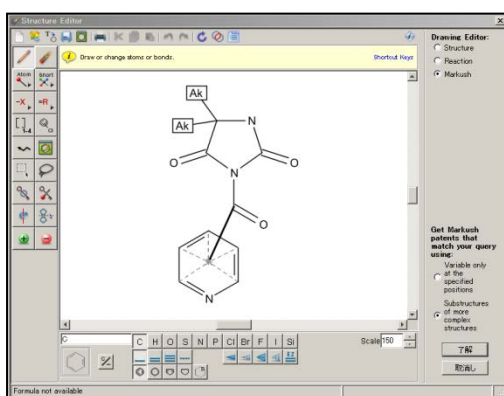 Structure Editor
Draw or change atoms or bonds.
Shortcut Keys
Drawing Editor:
Structure
Reaction
Markush
Atom
Short
-X
=R
Ak
Ak
N
O
O
N
O
N
Get Markush
patents that
match your query
using:
Variable only
at the
specified
positions
Substructures
of more
complex
structures
C
C H O S N P Cl Br F I Si
Scale 150
了解
取消し
Formula not available